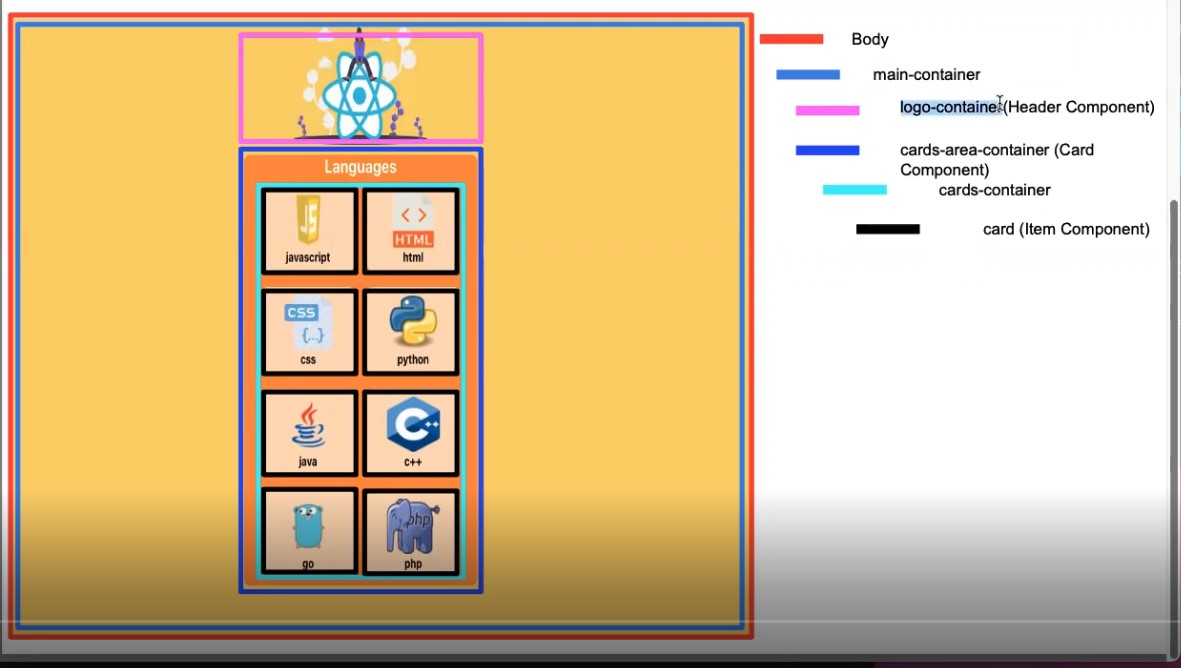 Body
main-container
logo-container(Header Component)
cards-area-container (Card
Component)
cards-container
card (Item Component)
Languages
JS
javascript
< >
HTML
html
CSS
{...}
css
python
java
C++
c++
go
php
php